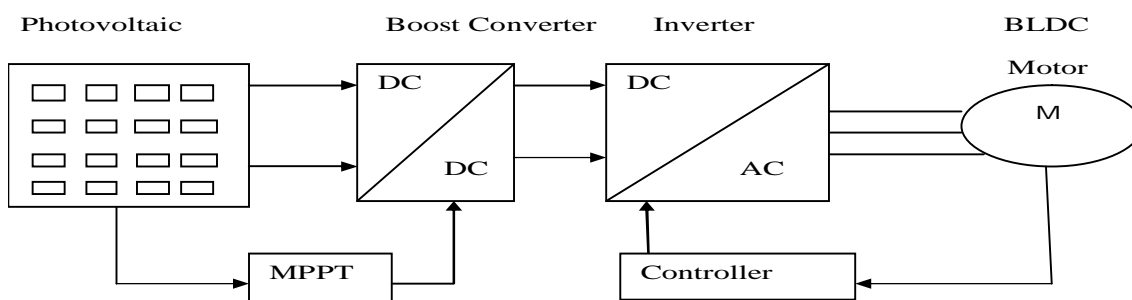 Photovoltaic
Boost Converter
Inverter
BLDC
Motor
DC
DC
DC
AC
M
MPPT
Controller